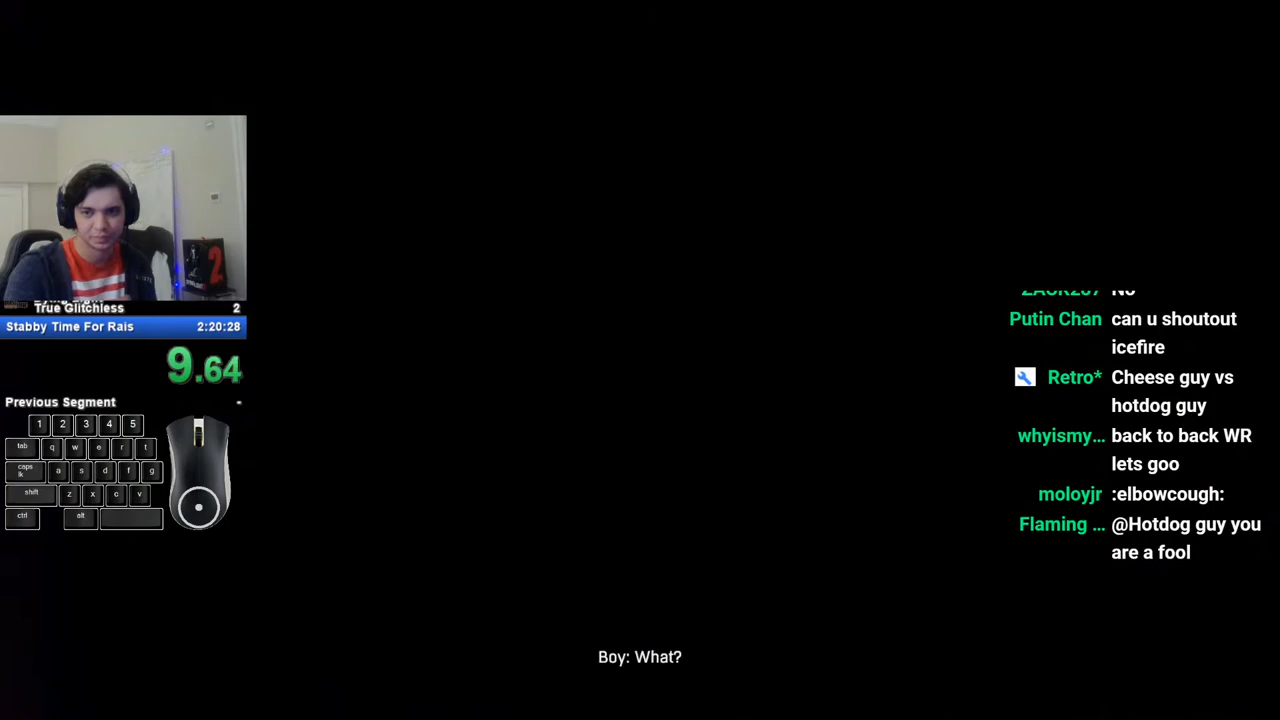 True Glitchless 2
Stabby Time For Rais 2:20:28
9.64
Previous Segment -
1 2 3 4 5
tab q w e r t
caps lk a s d f g
shift z x c v
ctrl alt
2
No
Putin Chan can u shoutout
icefire
Retro* Cheese guy vs
hotdog guy
whyismy… back to back WR
lets goo
moloyjr :elbowcough:
Flaming … @Hotdog guy you
are a fool
Boy: What?